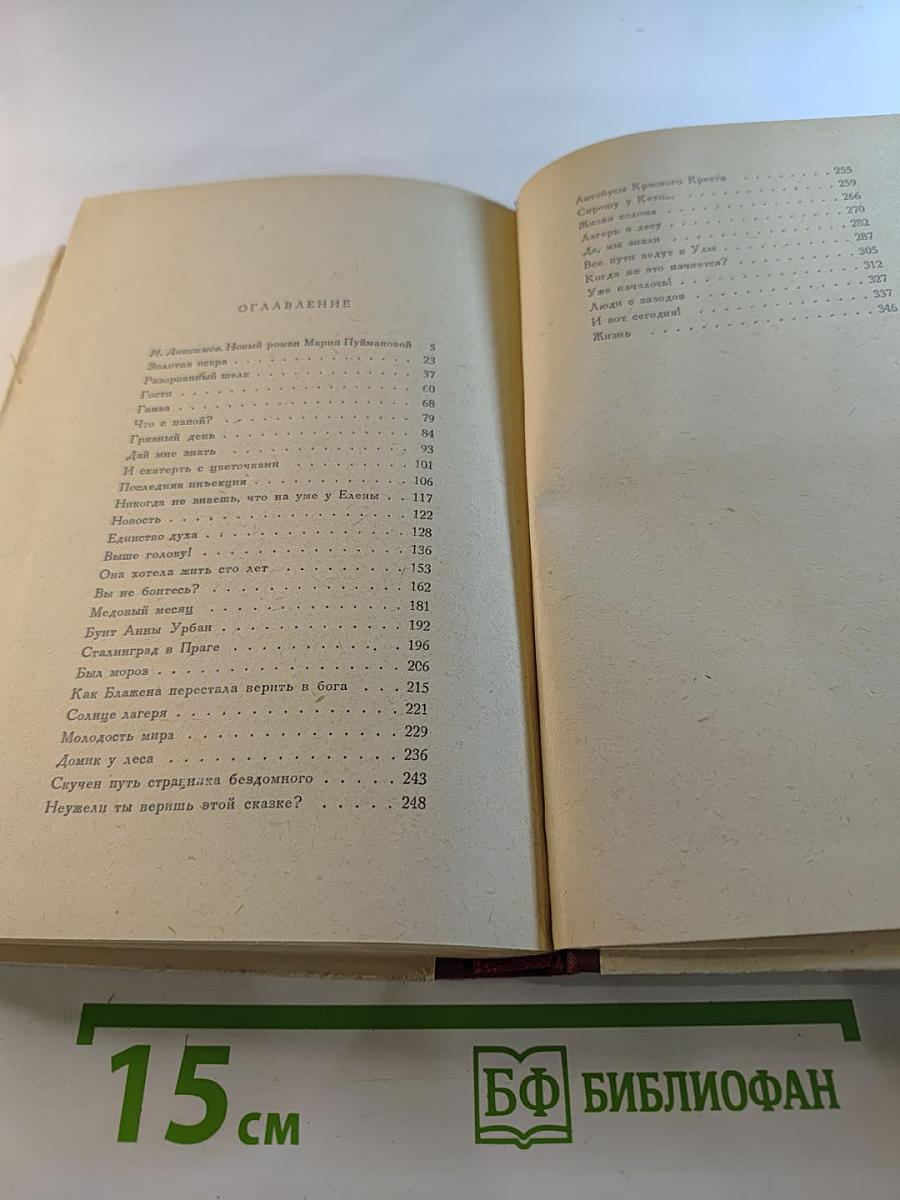 ОГЛАВЛЕНИЕ
И. Анисимов. Новый роман Марии Пуймановой 5
Золотая искра . . . . . . . . . . . . . 23
Разорванный шелк . . . . . . . . . . . . 37
Гости . . . . . . . . . . . . . . . . 60
Гамза . . . . . . . . . . . . . . . . 68
Что с папой? . . . . . . . . . . . . . 79
Грязный день . . . . . . . . . . . . . 84
Дай мне знать . . . . . . . . . . . . . 93
И скатерть с цветочками . . . . . . . . 101
Последняя инъекция . . . . . . . . . . . 106
Никогда не знаешь, что на уме у Елены . . 117
Новость . . . . . . . . . . . . . . . 122
Единство духа . . . . . . . . . . . . . 128
Выше голову! . . . . . . . . . . . . . 136
Она хотела жить сто лет . . . . . . . . . 153
Вы не боитесь? . . . . . . . . . . . . . 162
Медовый месяц . . . . . . . . . . . . . 181
Бунт Анны Урбан . . . . . . . . . . . . 192
Сталинград в Праге . . . . . . . . . . . 196
Был мороз . . . . . . . . . . . . . . . 206
Как Блажена перестала верить в бога . . . 215
Солнце лагеря . . . . . . . . . . . . . 221
Молодость мира . . . . . . . . . . . . . 229
Домик у леса . . . . . . . . . . . . . . 236
Скучен путь странника бездомного . . . . . 243
Неужели ты веришь этой сказке? . . . . . 248
Автобусы Красного Креста . . . . . . . . 255
Спрошу у Кето... . . . . . . . . . . . . 259
Живая солома . . . . . . . . . . . . . 266
Лагерь в лесу . . . . . . . . . . . . . 270
Да, мы знали . . . . . . . . . . . . . 282
Все пути ведут в Улы . . . . . . . . . . 287
Когда же это начнется? . . . . . . . . . 305
Уже началось! . . . . . . . . . . . . . 312
Люди с заводов . . . . . . . . . . . . . 327
И вот сегодня! . . . . . . . . . . . . . 337
Жизнь . . . . . . . . . . . . . . . . 346
15 см
БФ БИБЛИОФАН